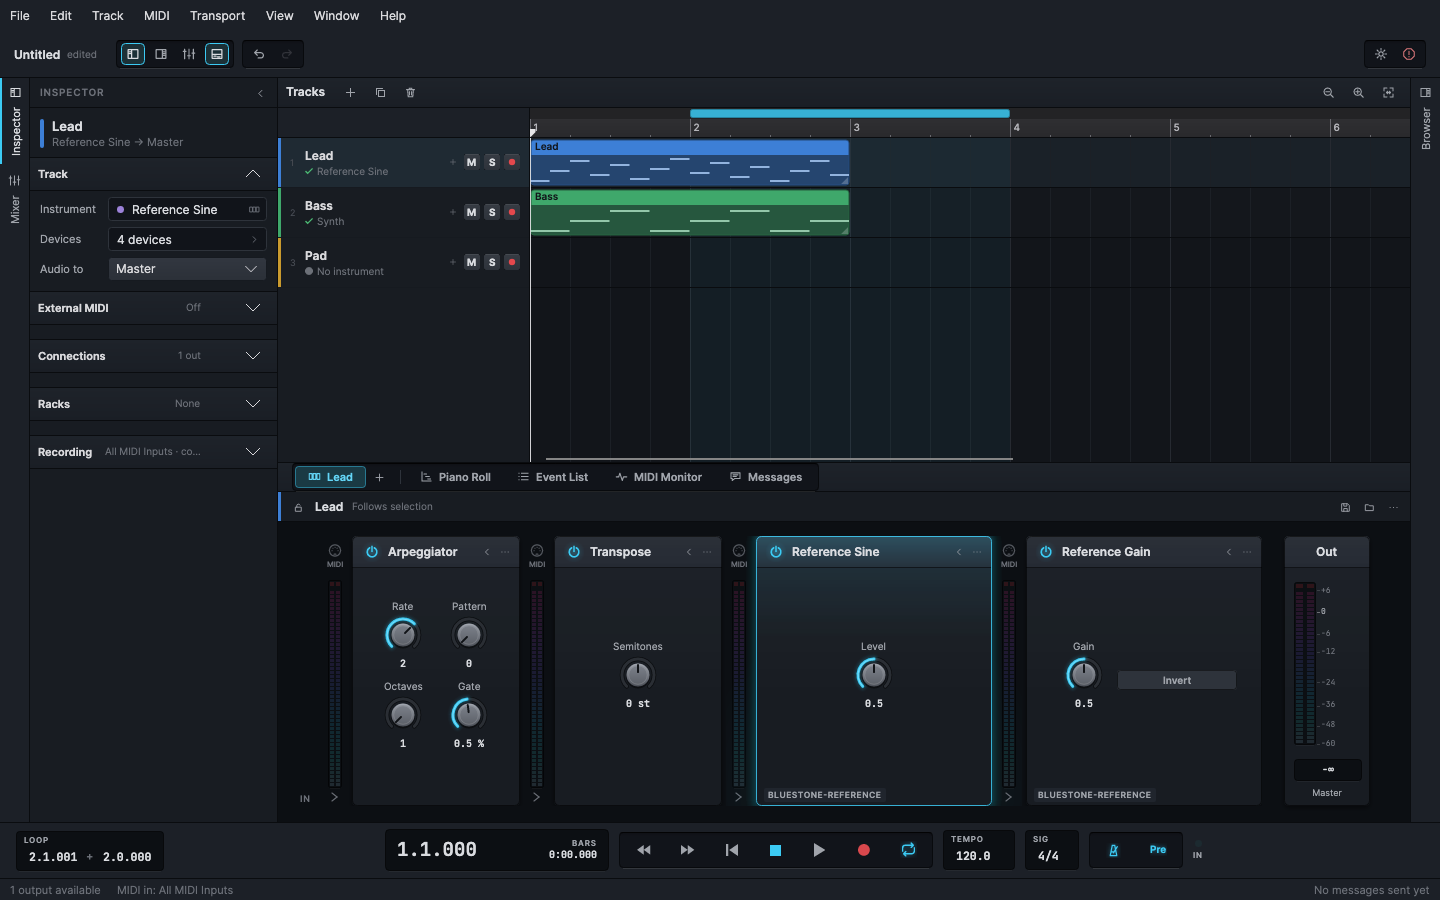 File Edit Track MIDI Transport View Window Help
Untitled edited
INSPECTOR
Inspector
Mixer
Lead
Reference Sine → Master
Track
Instrument Reference Sine
Devices 4 devices
Audio to Master
External MIDI Off
Connections 1 out
Racks None
Recording All MIDI Inputs · co...
Tracks
1 2 3 4 5 6
1 Lead M S
Reference Sine
2 Bass M S
Synth
3 Pad M S
No instrument
Lead
Bass
Browser
Lead + Piano Roll Event List MIDI Monitor Messages
Lead Follows selection
MIDI
IN
Arpeggiator
Rate Pattern
2 0
Octaves Gate
1 0.5 %
MIDI
Transpose
Semitones
0 st
MIDI
Reference Sine
Level
0.5
BLUESTONE-REFERENCE
MIDI
Reference Gain
Gain
0.5
Invert
BLUESTONE-REFERENCE
Out
+6
0
-6
-12
-24
-36
-48
-60
-∞
Master
LOOP
2.1.001 + 2.0.000
1.1.000
BARS
0:00.000
TEMPO
120.0
SIG
4/4
Pre
IN
1 output available MIDI in: All MIDI Inputs No messages sent yet